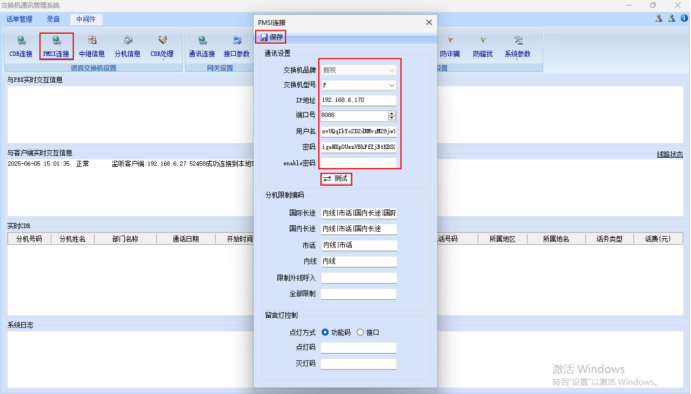 交换机通讯管理系统
话单管理 录音 中间件
CDR连接 PMSI连接 中继信息 分机信息 CDR处理 通讯连接 接口参数 防诈骗 防骚扰 系统参数
语音交换机设置 网关设置 设置
PMSI连接
保存
通讯设置
交换机品牌
交换机型号 P
IP地址 192.168.6.170
端口号 8088
用户名
密码
enable密码
测试
分机限制编码
国际长途 内线|市话|国内长途|国际
国内长途 内线|市话|国内长途
市话 内线|市话
内线 内线
限制外线呼入
全部限制
留言灯控制
点灯方式 功能码 接口
点灯码
灭灯码
与PBX实时交互信息
与客户端实时交互信息 线路状态
2025-06-05 15:01:35 正常 监听客户端:192.168.6.27:52458成功连接到本地
实时CDR
分机号码 分机姓名 部门名称 通话日期 开始时间 话号码 所属地区 所属地名 话务类型 话费(元)
系统日志
激活 Windows
转到"设置"以激活 Windows。